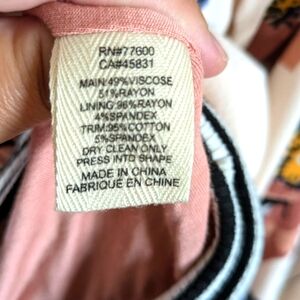 RN#77600
CA#45831
MAIN:49%VISCOSE
51%RAYON
LINING:96%RAYON
4%SPANDEX
TRIM:95%COTTON
5%SPANDEX
DRY CLEAN ONLY
PRESS INTO SHAPE
MADE IN CHINA
FABRIQUE EN CHINE